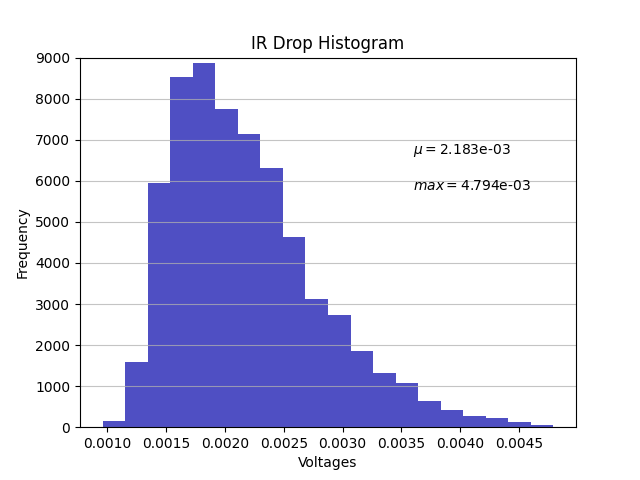 IR Drop Histogram
9000
8000
7000
6000
5000
4000
3000
2000
1000
0
Frequency
μ = 2.183e-03
max = 4.794e-03
0.0010 0.0015 0.0020 0.0025 0.0030 0.0035 0.0040 0.0045
Voltages